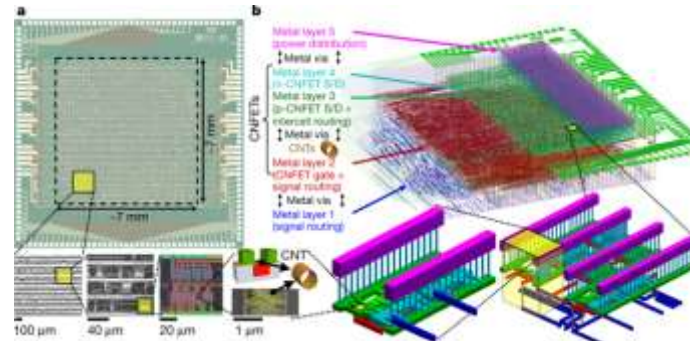 a
~7 mm
~7 mm
100 µm
40 µm
20 µm
1 µm
CNT
b
Metal layer 5
(power distribution)
Metal via
Metal layer 4
(n-CNFET S/D)
Metal layer 3
(p-CNFET S/D +
intercell routing)
Metal via
CNTs
Metal layer 2
(CNFET gate +
signal routing)
Metal via
Metal layer 1
(signal routing)
CNFETs